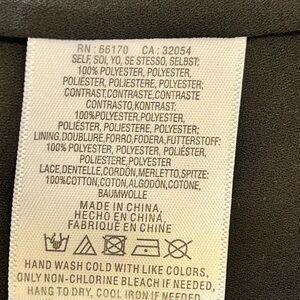 RN : 66170 CA : 32054
SELF, SOI, YO, SE STESSO, SELBST:
100% POLYESTER, POLYESTER,
POLIÉSTER, POLIESTERE, POLYESTER;
CONTRAST,CONTRASTE,CONTRASTE,
CONTRASTO,KONTRAST:
100%POLYESTER,POLYESTER,
POLIÉSTER, POLIESTERE, POLYESTER;
LINING,DOUBLURE,FORRO,FODERA,FUTTERSTOFF:
100% POLYESTER, POLYESTER, POLIÉSTER,
POLIESTERE,POLYESTER
LACE,DENTELLE,CORDÓN,MERLETTO,SPITZE:
100%COTTON,COTON,ALGODÓN,COTONE,
BAUMWOLLE
MADE IN CHINA,
HECHO EN CHINA,
FABRIQUÉ EN CHINE
HAND WASH COLD WITH LIKE COLORS,
ONLY NON-CHLORINE BLEACH IF NEEDED,
HANG TO DRY, COOL IRON IF NEEDED